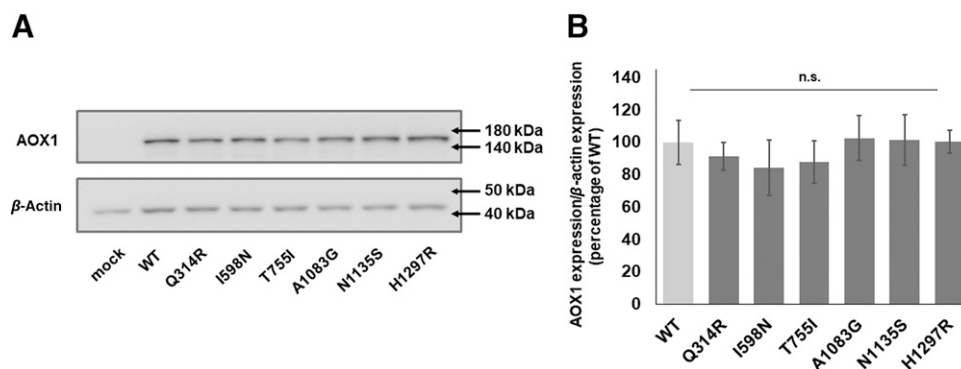 A
AOX1
180 kDa
140 kDa
β-Actin
50 kDa
40 kDa
mock
WT
Q314R
I598N
T755I
A1083G
N1135S
H1297R
B
AOX1 expression/β-actin expression
(percentage of WT)
140
120
100
80
60
40
20
0
n.s.
WT
Q314R
I598N
T755I
A1083G
N1135S
H1297R